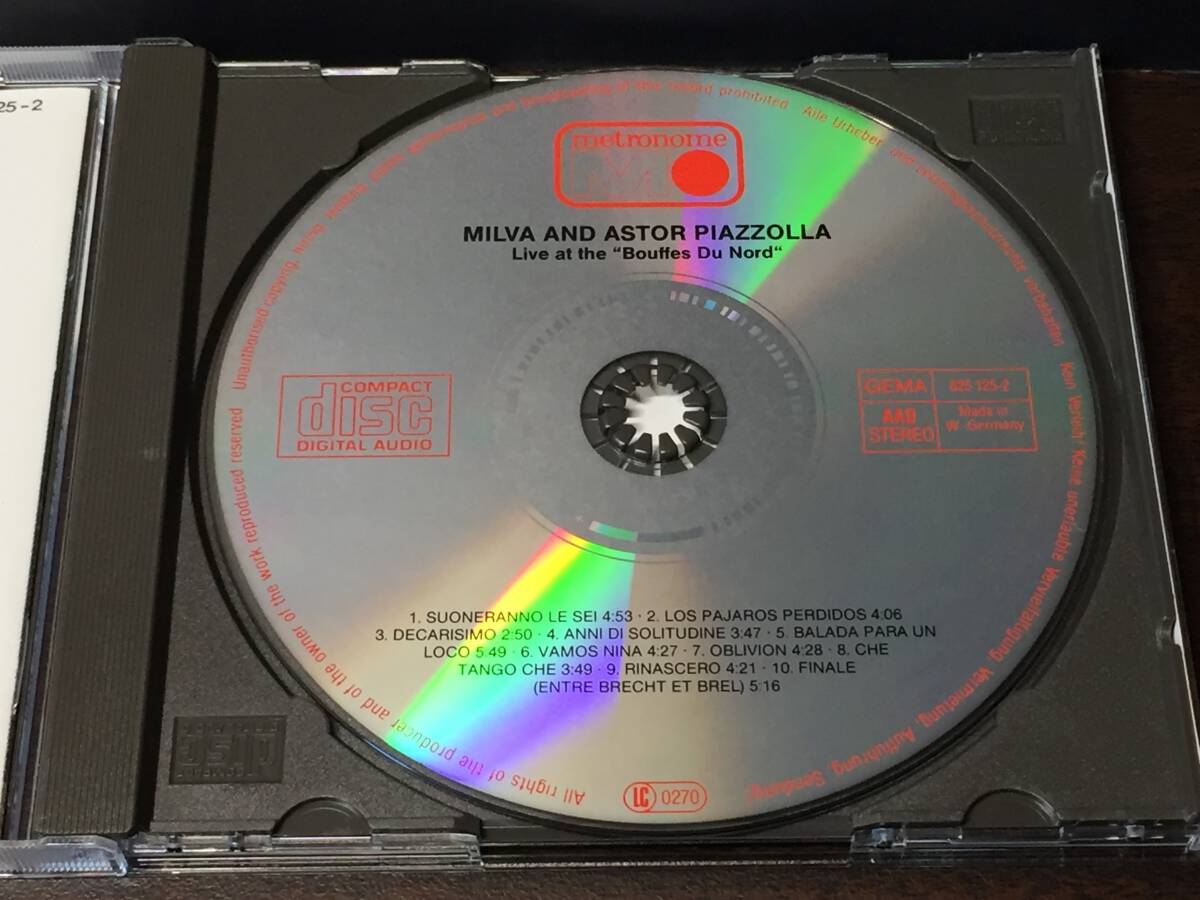 25-2
metronome
MILVA AND ASTOR PIAZZOLLA
Live at the "Bouffes Du Nord"
COMPACT
disc
DIGITAL AUDIO
GEMA
825 125-2
AAD
STEREO
Made in
W.-Germany
1. SUONERANNO LE SEI 4:53 · 2. LOS PAJAROS PERDIDOS 4:06
3. DECARISIMO 2:50 · 4. ANNI DI SOLITUDINE 3:47 · 5. BALADA PARA UN
LOCO 5:49 · 6. VAMOS NINA 4:27 · 7. OBLIVION 4:28 · 8. CHE
TANGO CHE 3:49 · 9. RINASCERO 4:21 · 10. FINALE
(ENTRE BRECHT ET BREL) 5:16
LC 0270
All rights of the producer and of the owner of the work reproduced reserved Unauthorised copying, hiring, lending, public performance and broadcasting of this record prohibited Alle Urheber- und Leistungsschutzrechte vorbehalten Kein Verleih! Keine unerlaubte Vervielfältigung, Vermietung, Aufführung, Sendung!